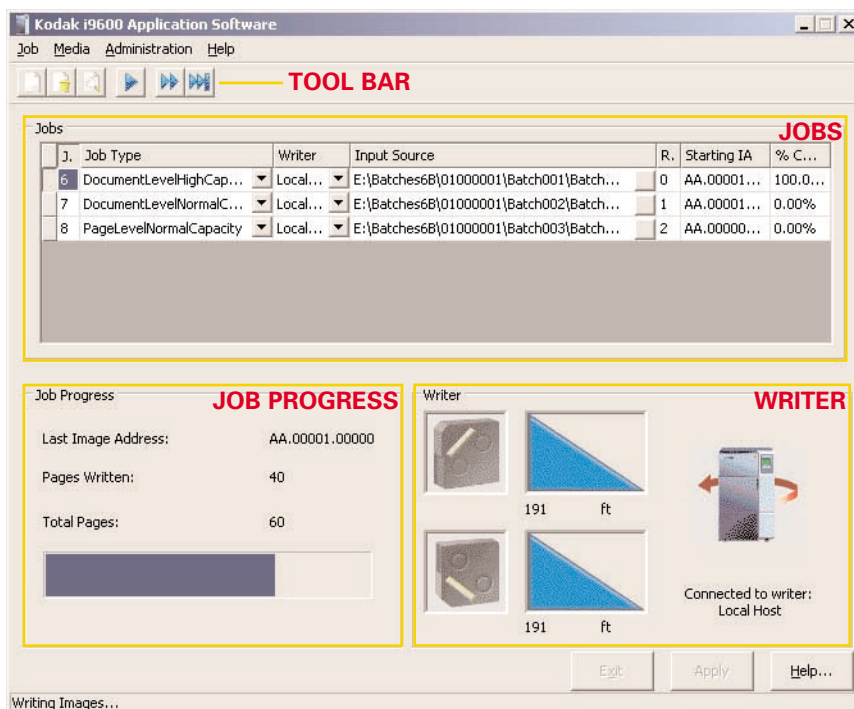 Kodak i9600 Application Software
Job Media Administration Help
TOOL BAR
Jobs
JOBS
J. Job Type Writer Input Source R. Starting IA % C...
6 DocumentLevelHighCap... Local... E:\Batches6B\01000001\Batch001\Batch... 0 AA.00001... 100.0...
7 DocumentLevelNormalC... Local... E:\Batches6B\01000001\Batch002\Batch... 1 AA.00001... 0.00%
8 PageLevelNormalCapacity Local... E:\Batches6B\01000001\Batch003\Batch... 2 AA.00000... 0.00%
Job Progress
JOB PROGRESS
Last Image Address: AA.00001.00000
Pages Written: 40
Total Pages: 60
Writer
WRITER
191 ft
191 ft
Connected to writer:
Local Host
Exit Apply Help...
Writing Images...